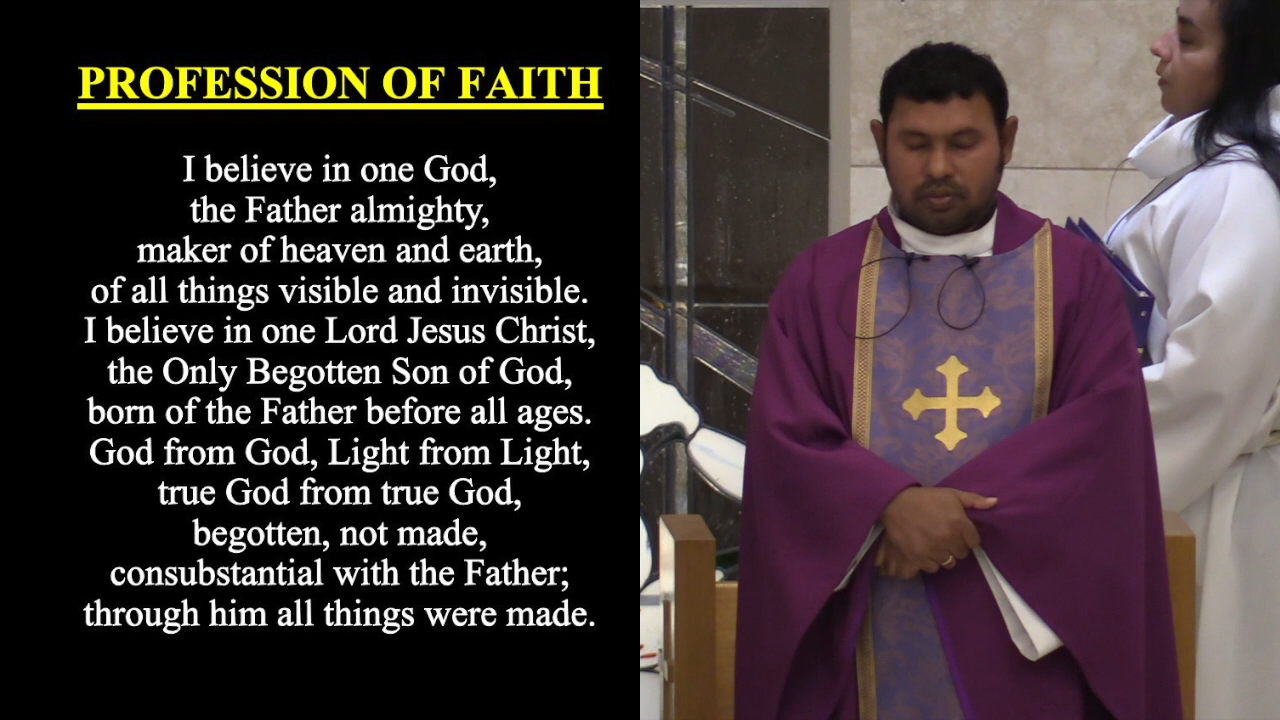 PROFESSION OF FAITH
I believe in one God,
the Father almighty,
maker of heaven and earth,
of all things visible and invisible.
I believe in one Lord Jesus Christ,
the Only Begotten Son of God,
born of the Father before all ages.
God from God, Light from Light,
true God from true God,
begotten, not made,
consubstantial with the Father;
through him all things were made.